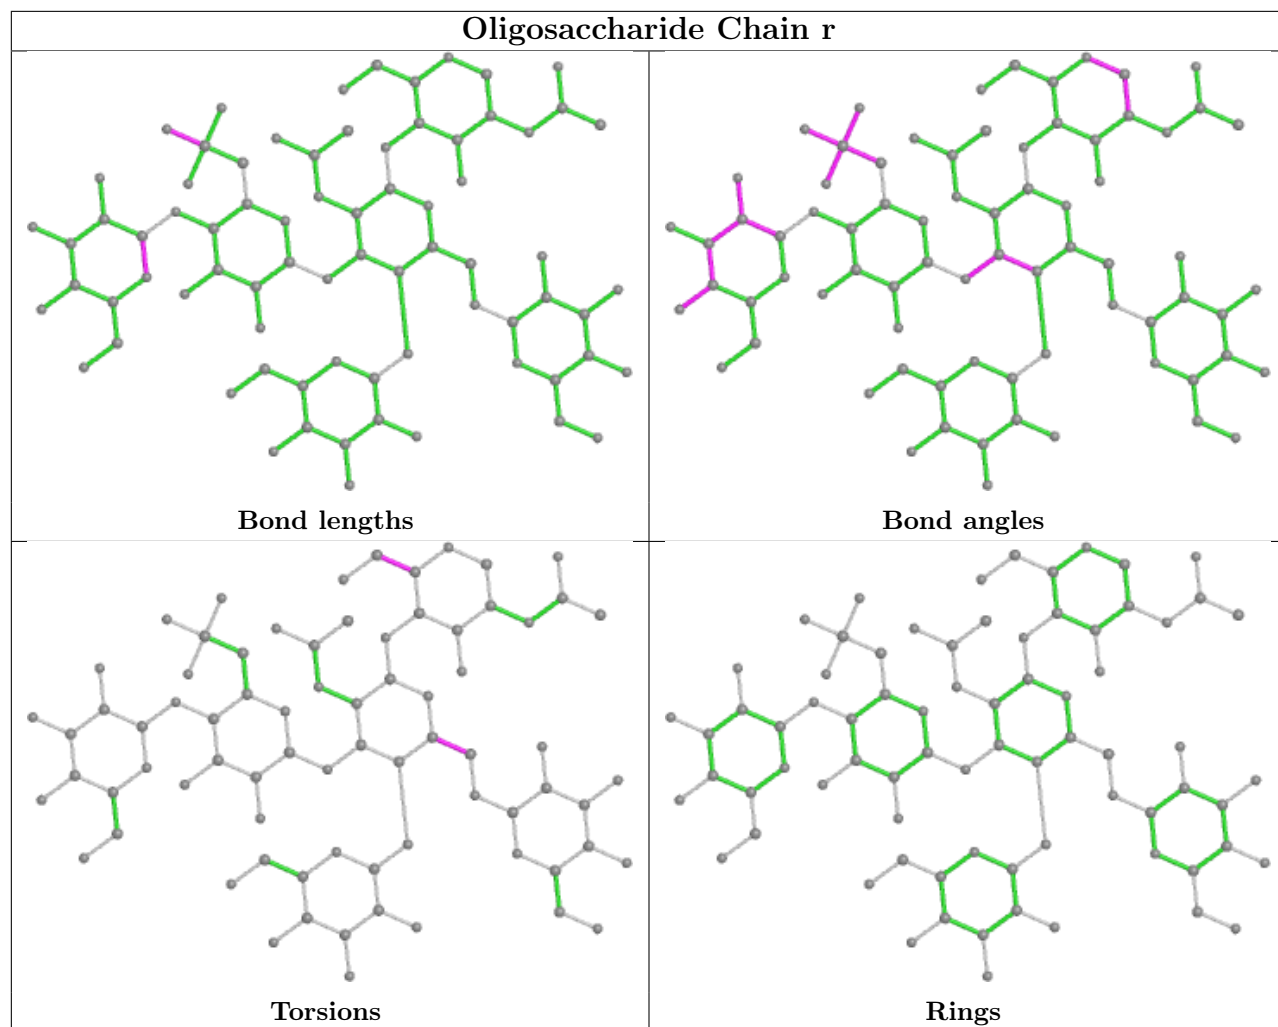 Oligosaccharide Chain r
Bond lengths
Bond angles
Torsions
Rings